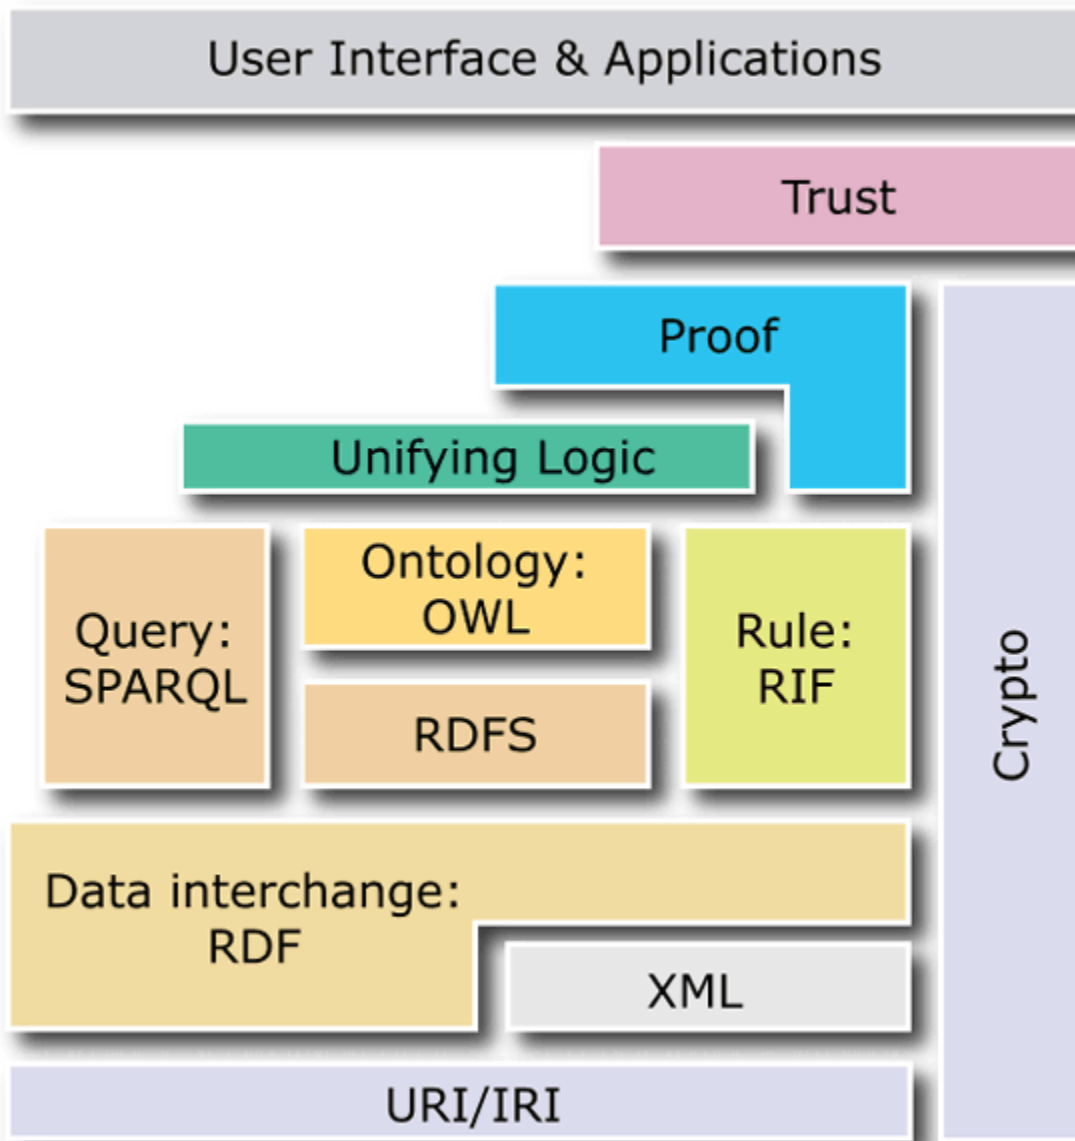 User Interface & Applications
Trust
Proof
Unifying Logic
Query:
SPARQL
Ontology:
OWL
RDFS
Rule:
RIF
Crypto
Data interchange:
RDF
XML
URI/IRI